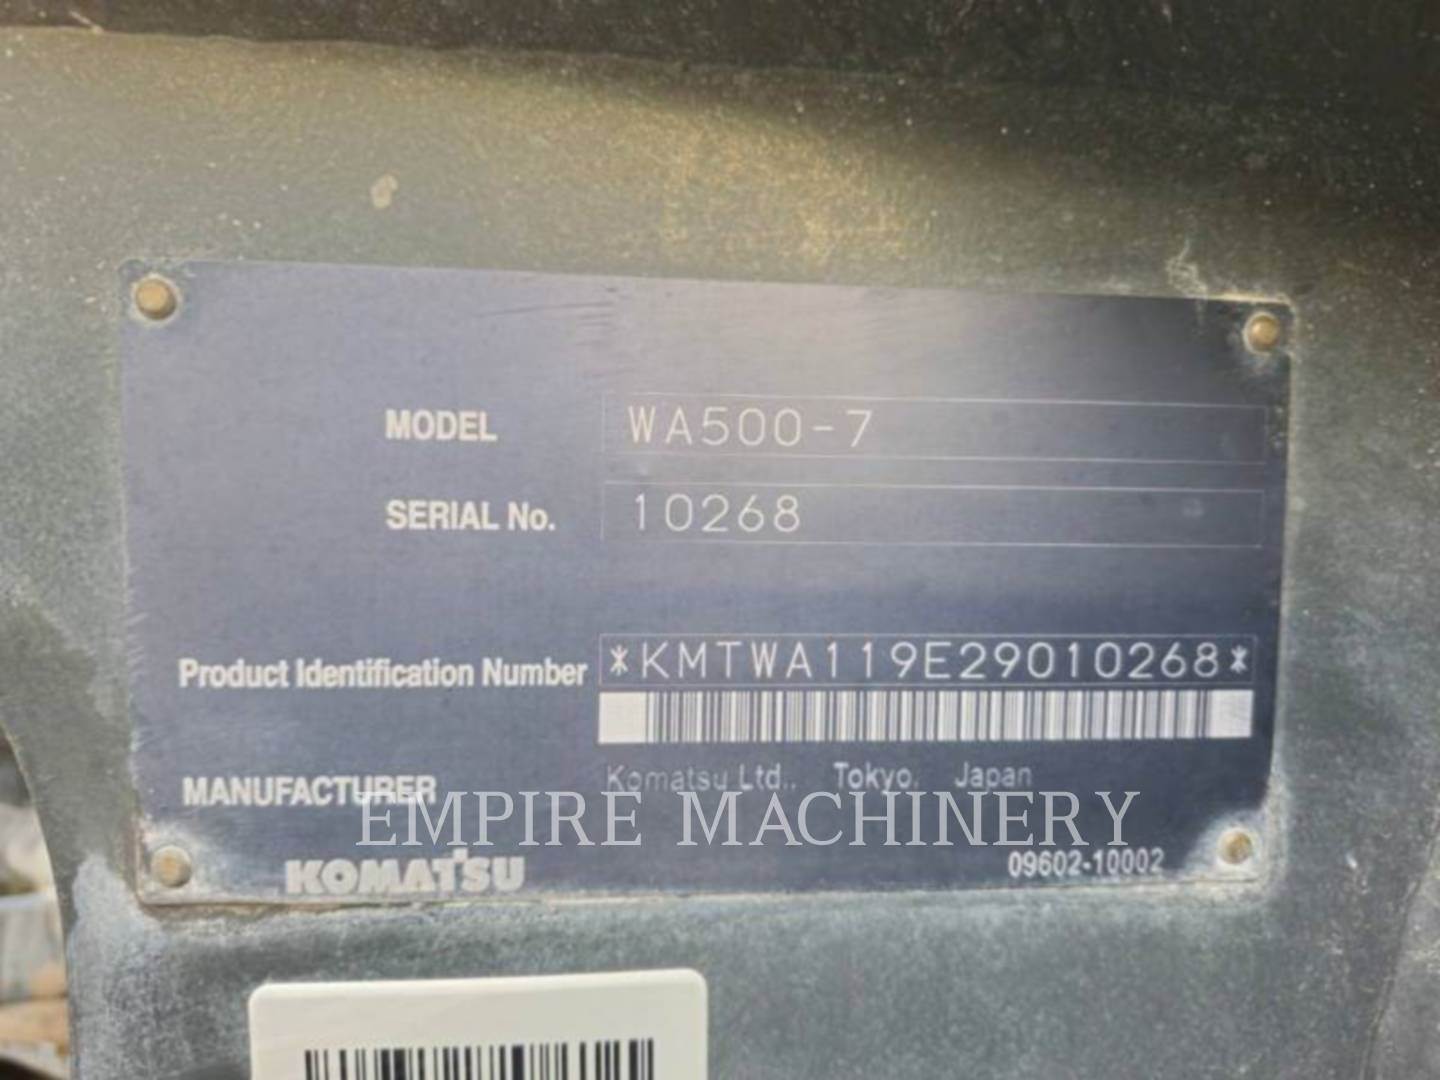 MODEL WA500-7
SERIAL No. 10268
Product Identification Number *KMTWA119E29010268*
MANUFACTURER Komatsu Ltd., Tokyo, Japan
EMPIRE MACHINERY
KOMATSU 09602-10002